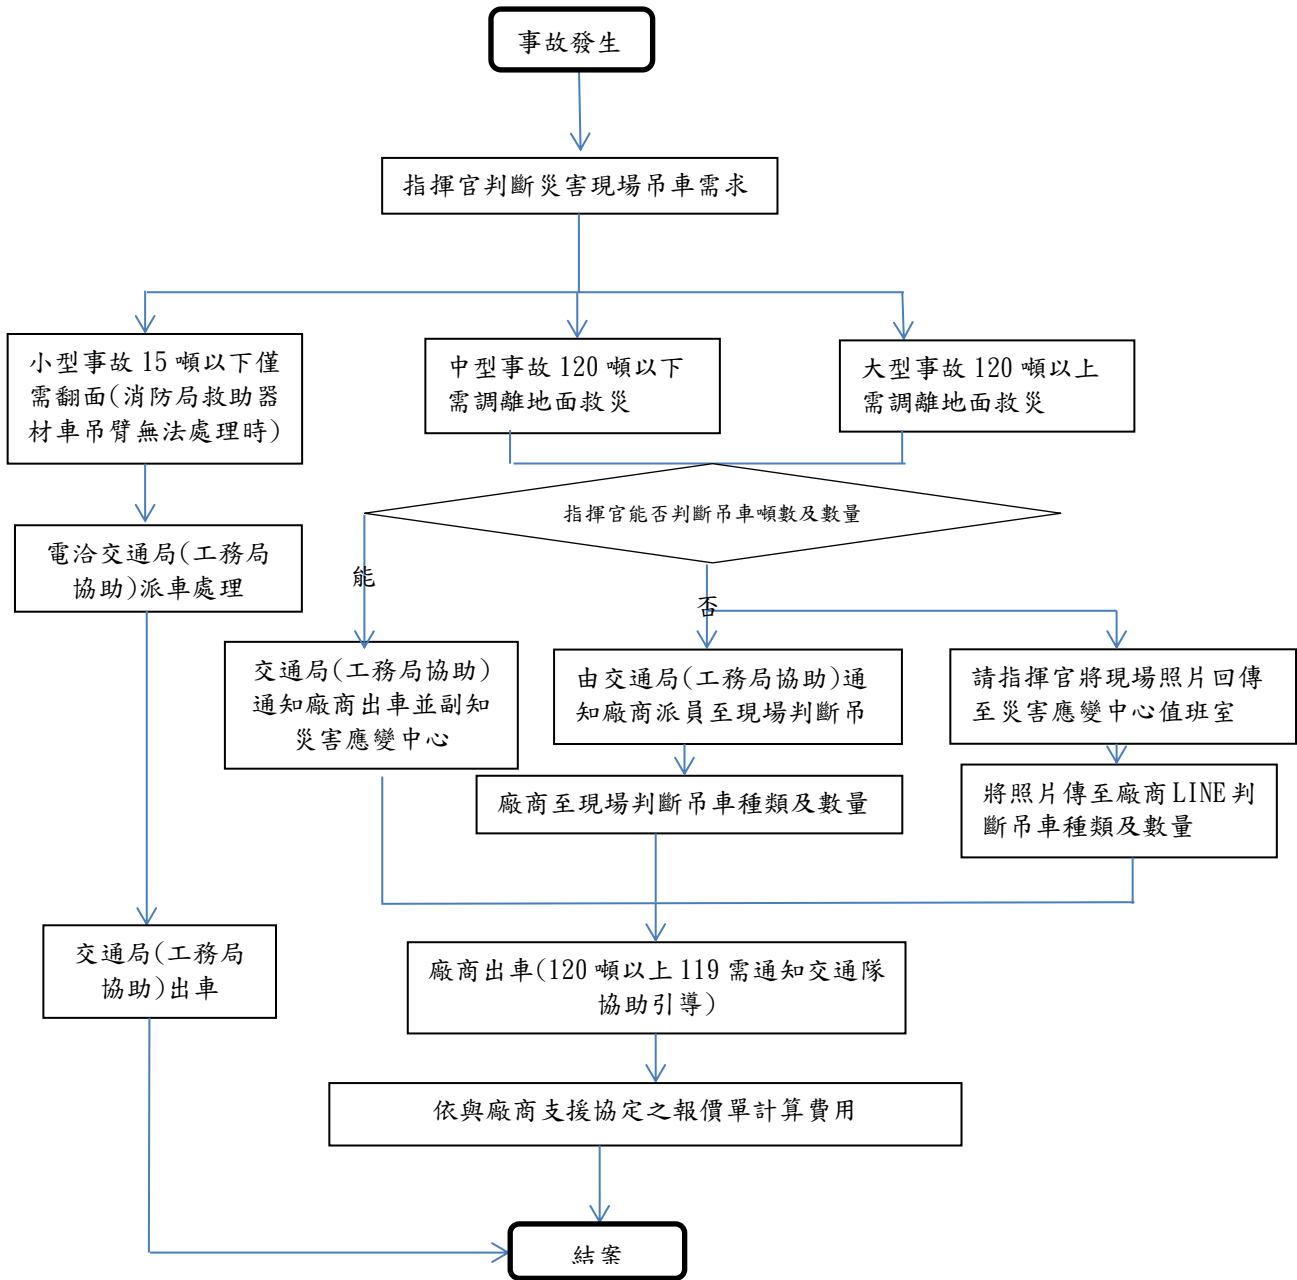 事故發生
指揮官判斷災害現場吊車需求
小型事故 15 噸以下僅
需翻面(消防局救助器
材車吊臂無法處理時)
中型事故 120 噸以下
需調離地面救災
大型事故 120 噸以上
需調離地面救災
指揮官能否判斷吊車噸數及數量
電洽交通局(工務局
協助)派車處理
能
否
交通局(工務局協助)
通知廠商出車並副知
災害應變中心
由交通局(工務局協助)通
知廠商派員至現場判斷吊
請指揮官將現場照片回傳
至災害應變中心值班室
廠商至現場判斷吊車種類及數量
將照片傳至廠商 LINE 判
斷吊車種類及數量
交通局(工務局
協助)出車
廠商出車(120 噸以上 119 需通知交通隊
協助引導)
依與廠商支援協定之報價單計算費用
結案